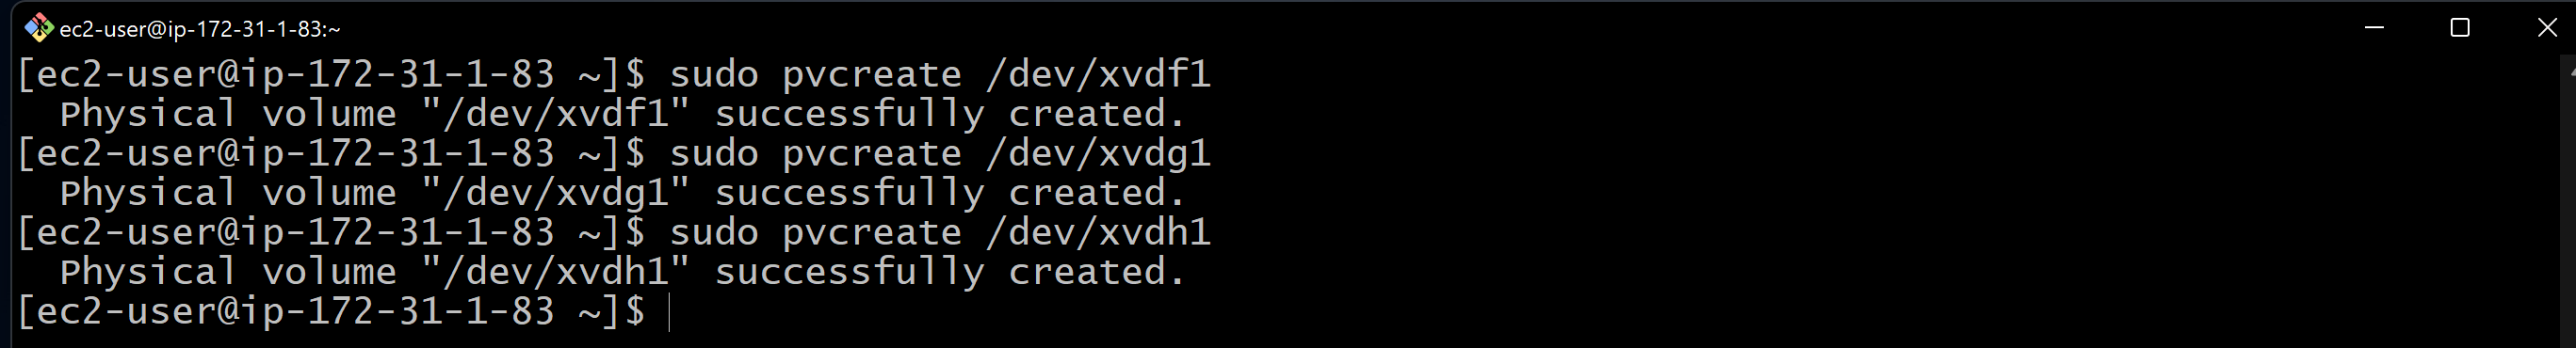 ec2-user@ip-172-31-1-83:~
[ec2-user@ip-172-31-1-83 ~]$ sudo pvcreate /dev/xvdf1
  Physical volume "/dev/xvdf1" successfully created.
[ec2-user@ip-172-31-1-83 ~]$ sudo pvcreate /dev/xvdg1
  Physical volume "/dev/xvdg1" successfully created.
[ec2-user@ip-172-31-1-83 ~]$ sudo pvcreate /dev/xvdh1
  Physical volume "/dev/xvdh1" successfully created.
[ec2-user@ip-172-31-1-83 ~]$